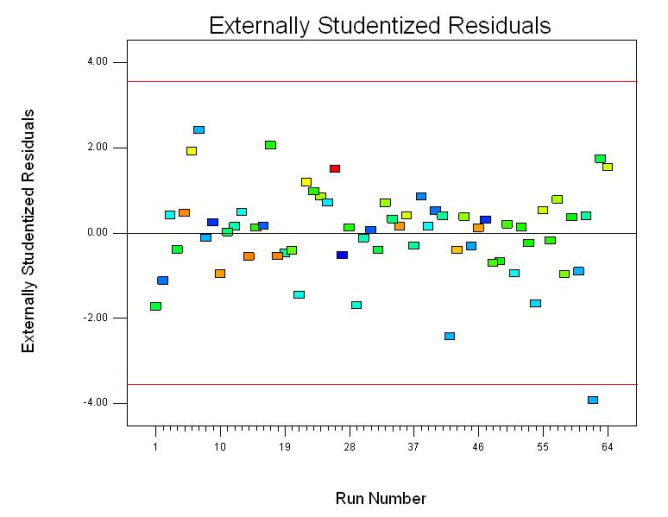 Externally Studentized Residuals
Externally Studentized Residuals
4.00
2.00
0.00
-2.00
-4.00
1 10 19 28 37 46 55 64
Run Number